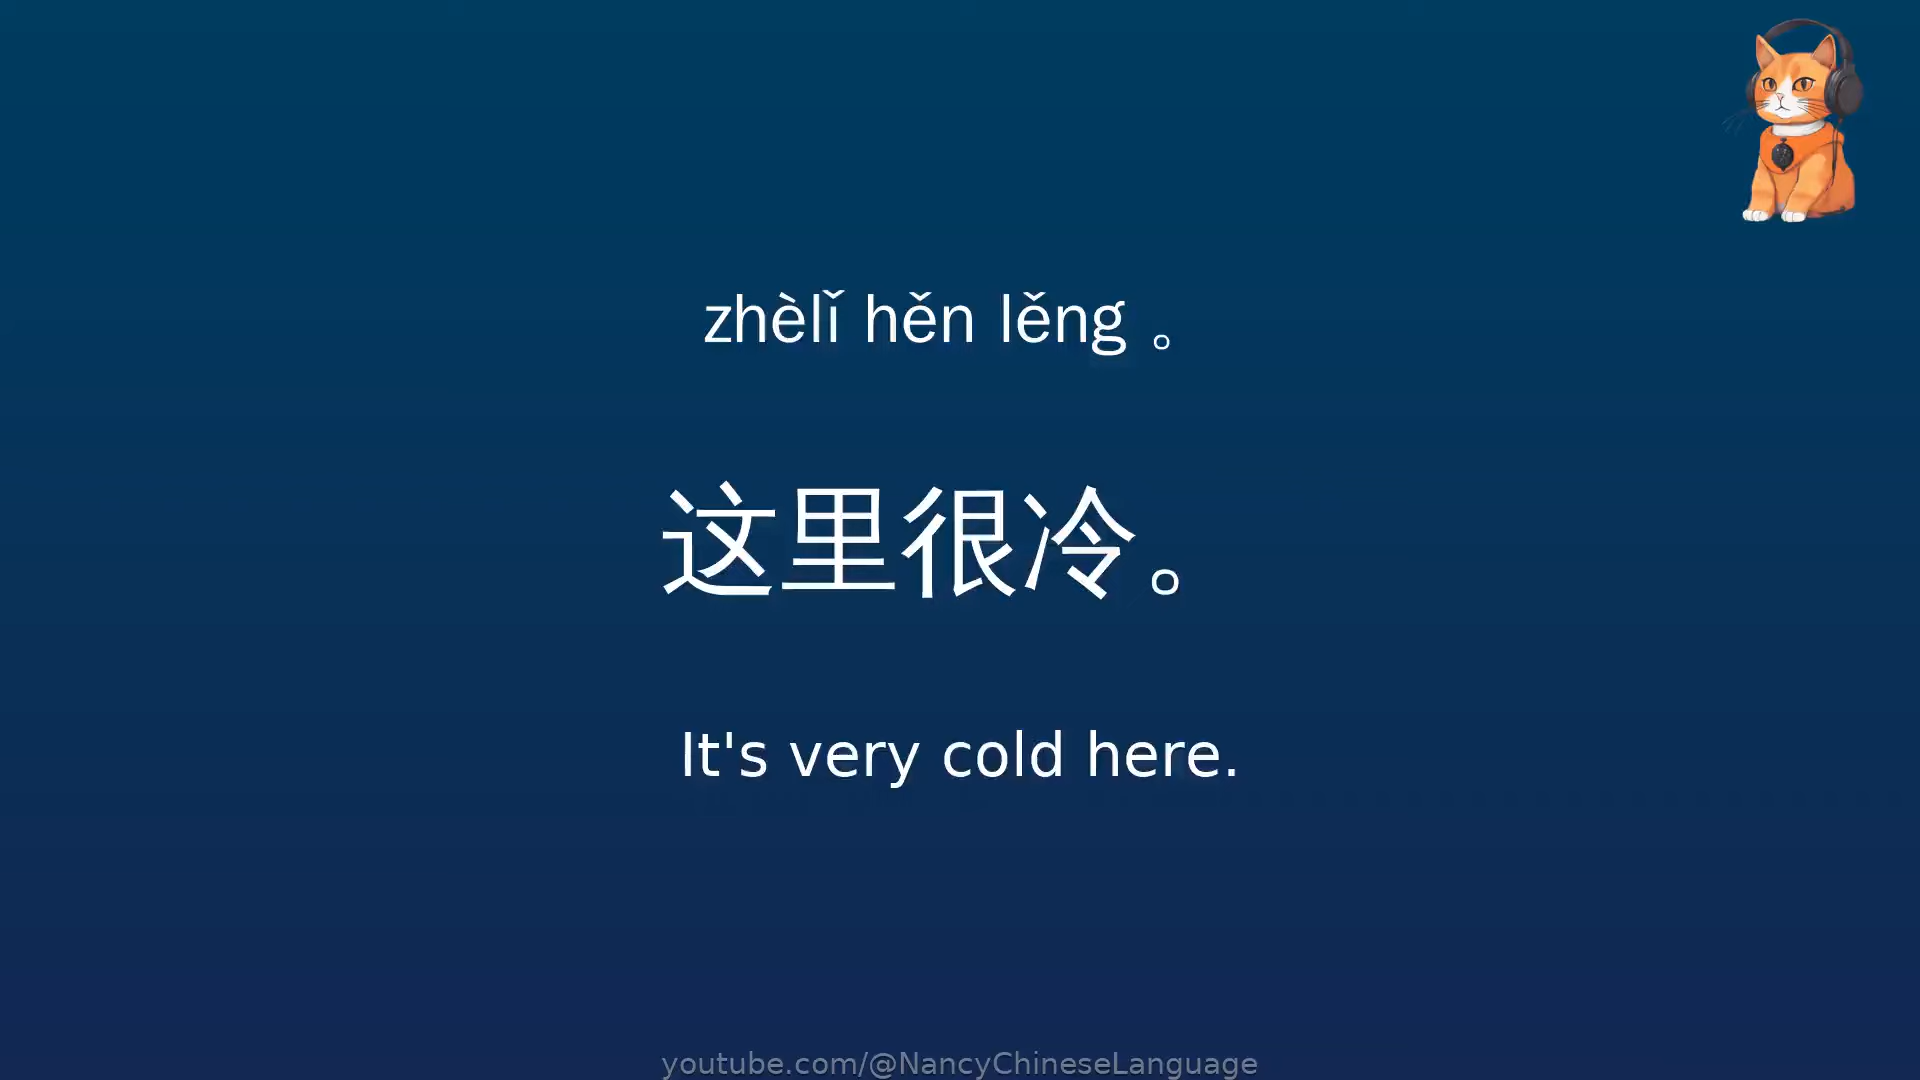 zhèlǐ hěn lěng 。
这里很冷。
It's very cold here.
youtube.com/@NancyChineseLanguage